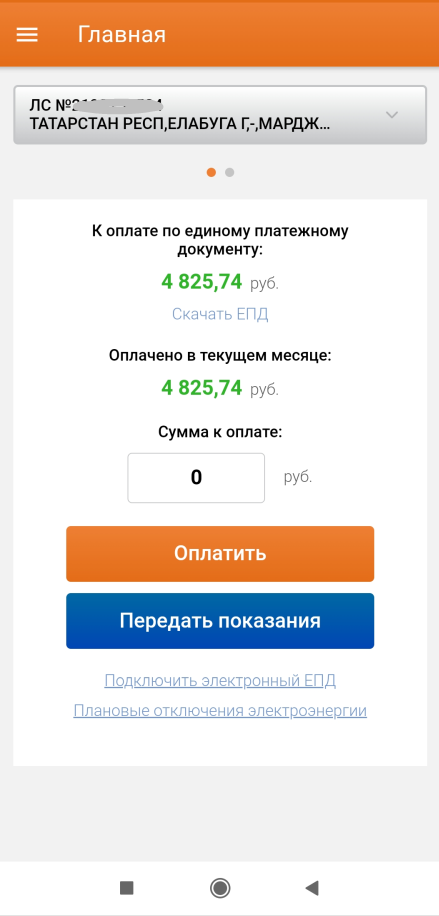 Главная
ЛС №
ТАТАРСТАН РЕСП,ЕЛАБУГА Г,-,МАРДЖ...
К оплате по единому платежному
документу:
4 825,74 руб.
Скачать ЕПД
Оплачено в текущем месяце:
4 825,74 руб.
Сумма к оплате:
0 руб.
Оплатить
Передать показания
Подключить электронный ЕПД
Плановые отключения электроэнергии